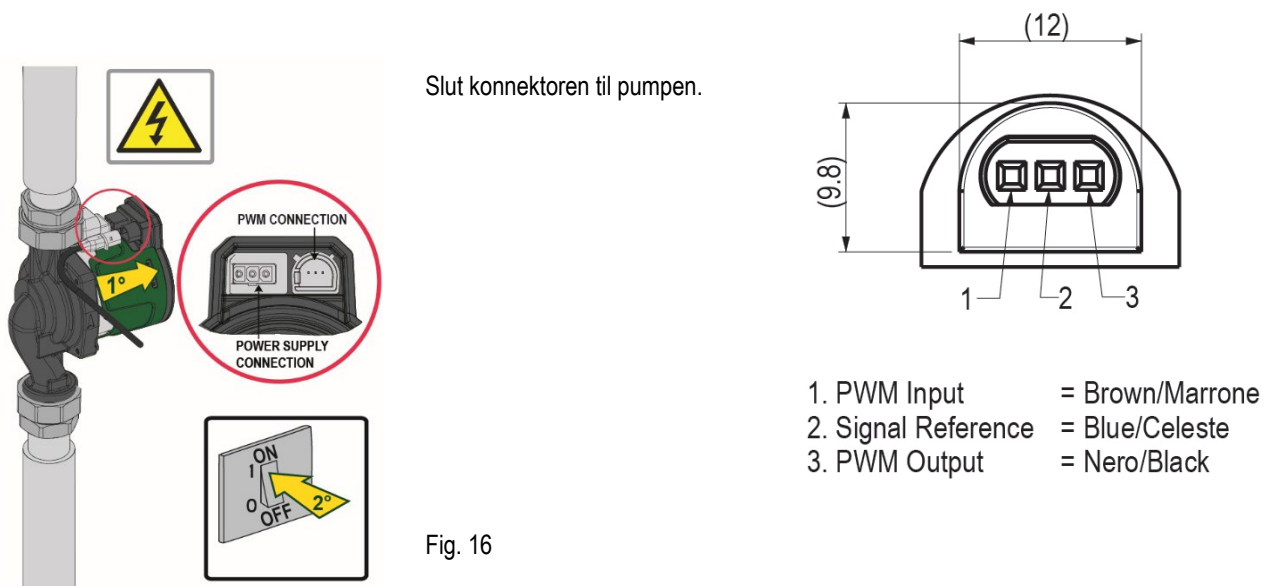 Slut konnektoren til pumpen.
PWM CONNECTION
1°
POWER SUPPLY
CONNECTION
ON
1
0
OFF
2°
Fig. 16
(12)
(9.8)
1
2
3
1. PWM Input = Brown/Marrone
2. Signal Reference = Blue/Celeste
3. PWM Output = Nero/Black